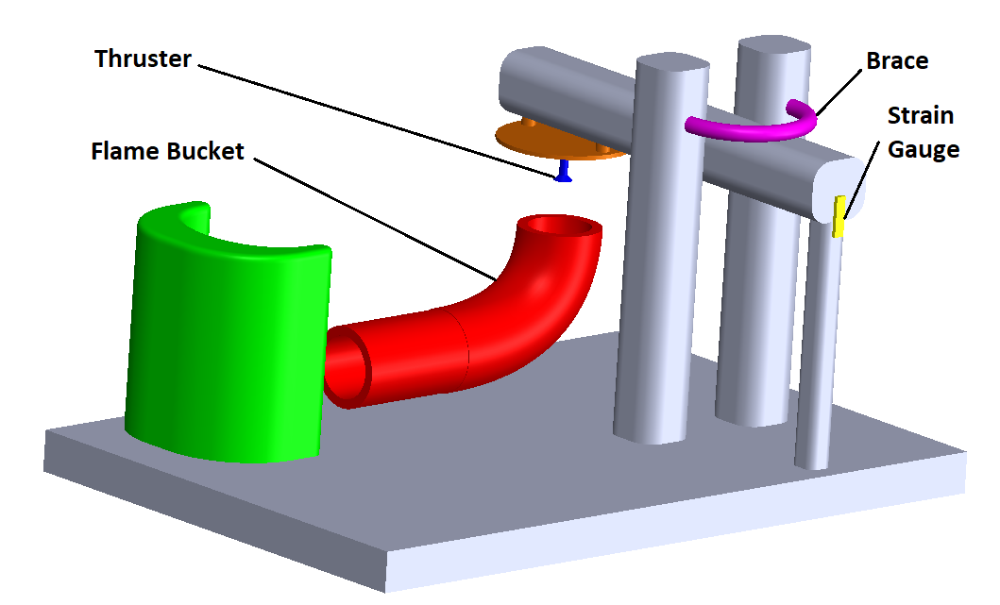 Thruster
Flame Bucket
Brace
Strain
Gauge